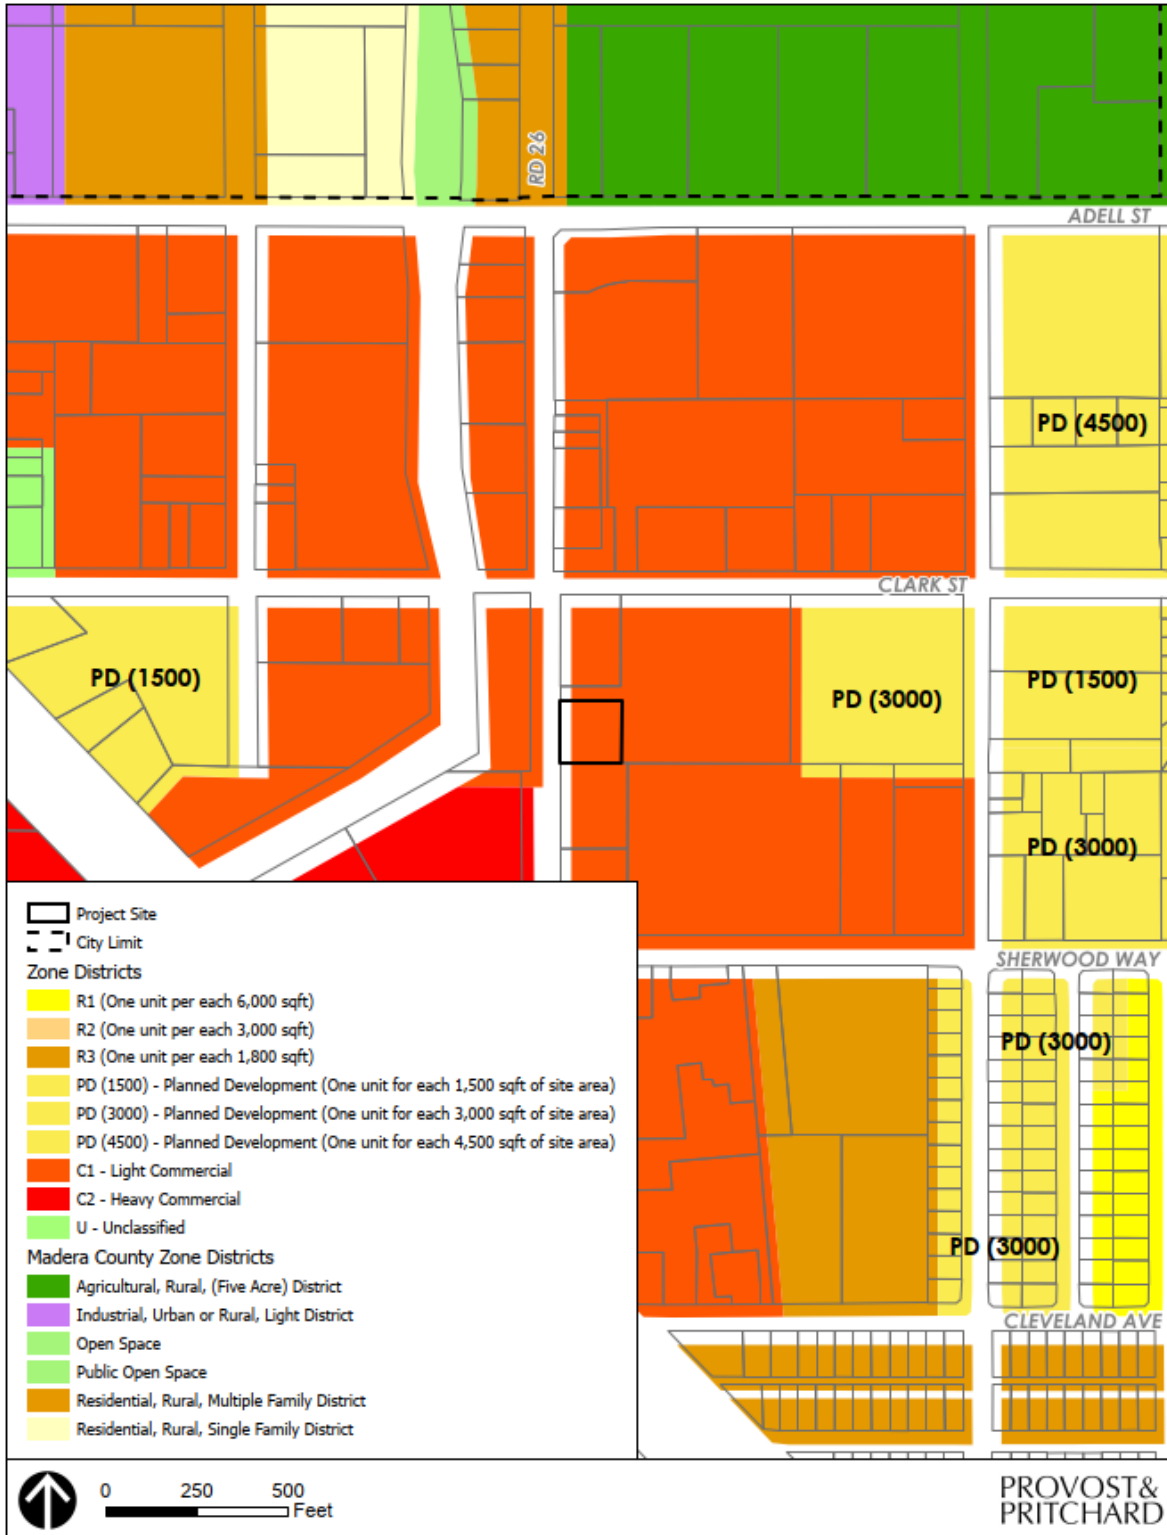 RD 26
ADELL ST
PD (4500)
CLARK ST
PD (1500)
PD (3000)
PD (1500)
PD (3000)
SHERWOOD WAY
PD (3000)
PD (3000)
CLEVELAND AVE
Project Site
City Limit
Zone Districts
R1 (One unit per each 6,000 sqft)
R2 (One unit per each 3,000 sqft)
R3 (One unit per each 1,800 sqft)
PD (1500) - Planned Development (One unit for each 1,500 sqft of site area)
PD (3000) - Planned Development (One unit for each 3,000 sqft of site area)
PD (4500) - Planned Development (One unit for each 4,500 sqft of site area)
C1 - Light Commercial
C2 - Heavy Commercial
U - Unclassified
Madera County Zone Districts
Agricultural, Rural, (Five Acre) District
Industrial, Urban or Rural, Light District
Open Space
Public Open Space
Residential, Rural, Multiple Family District
Residential, Rural, Single Family District
0 250 500
Feet
PROVOST&
PRITCHARD